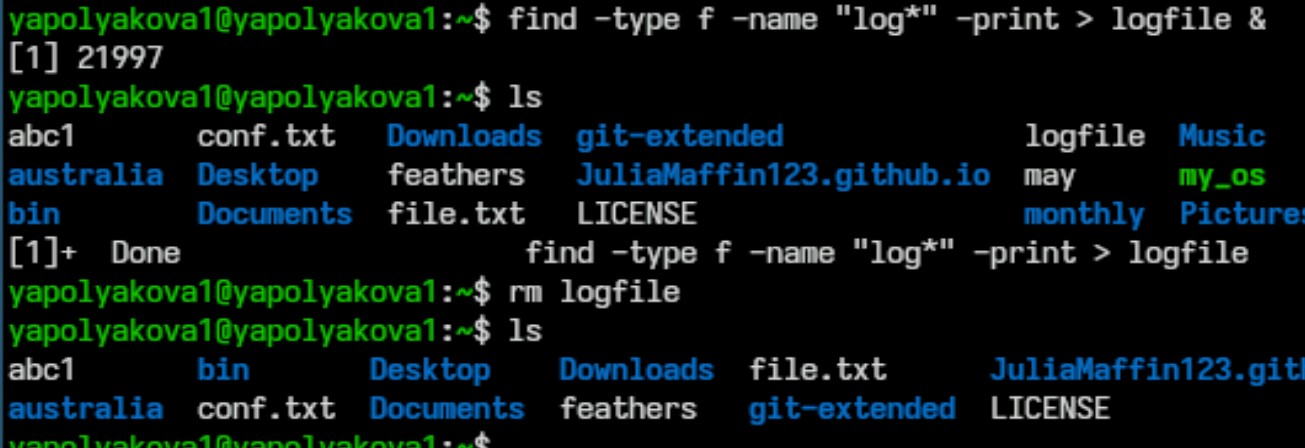 yapolyakova1@yapolyakova1:~$ find -type f -name "log*" -print > logfile &
[1] 21997
yapolyakova1@yapolyakova1:~$ ls
abc1 conf.txt Downloads git-extended logfile Music
australia Desktop feathers JuliaMaffin123.github.io may my_os
bin Documents file.txt LICENSE monthly Pictures
[1]+ Done find -type f -name "log*" -print > logfile
yapolyakova1@yapolyakova1:~$ rm logfile
yapolyakova1@yapolyakova1:~$ ls
abc1 bin Desktop Downloads file.txt JuliaMaffin123.gith
australia conf.txt Documents feathers git-extended LICENSE
yapolyakova1@yapolyakova1:~$